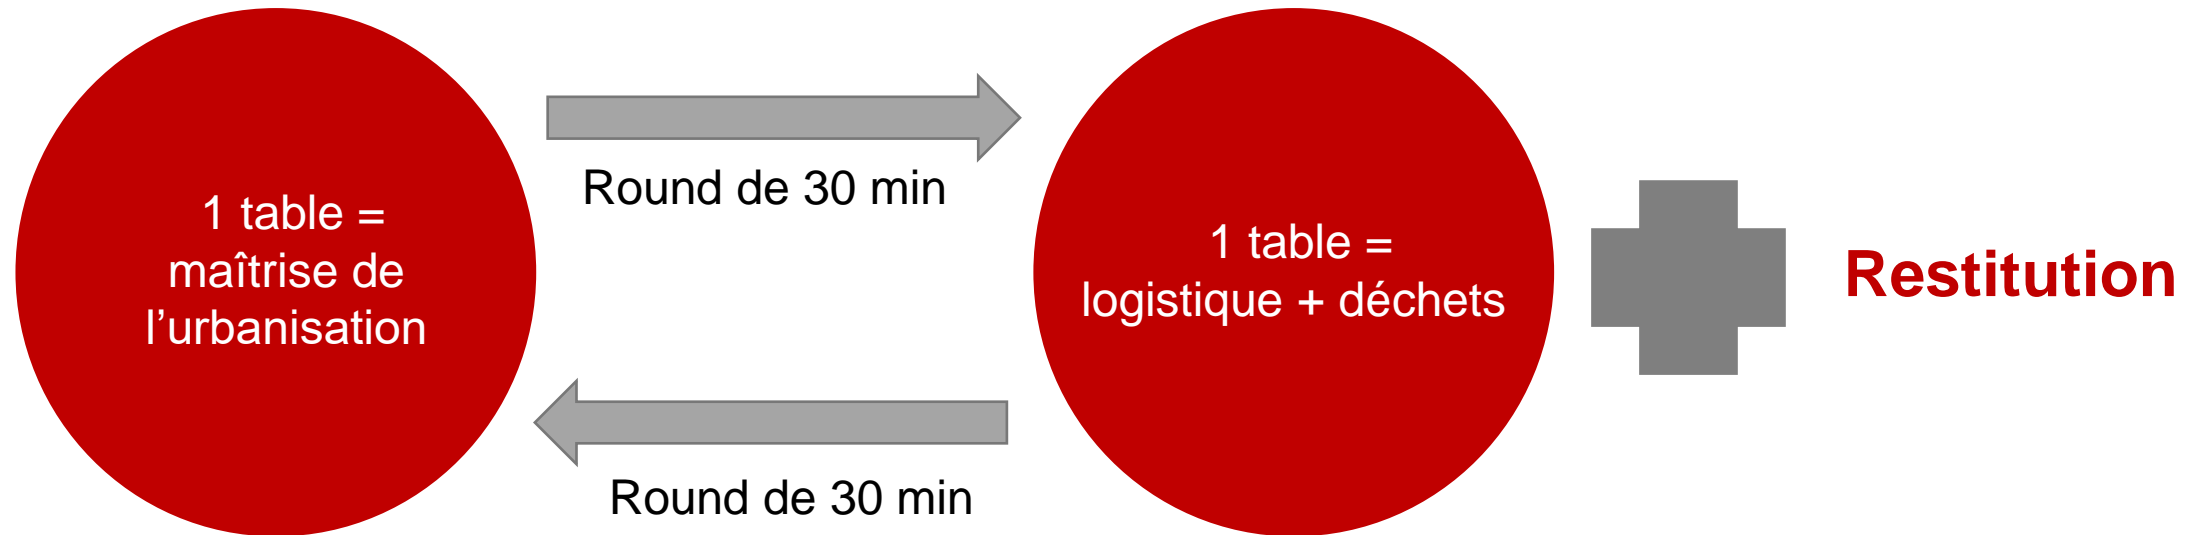 1 table =
maîtrise de
l’urbanisation
Round de 30 min
Round de 30 min
1 table =
logistique + déchets
Restitution